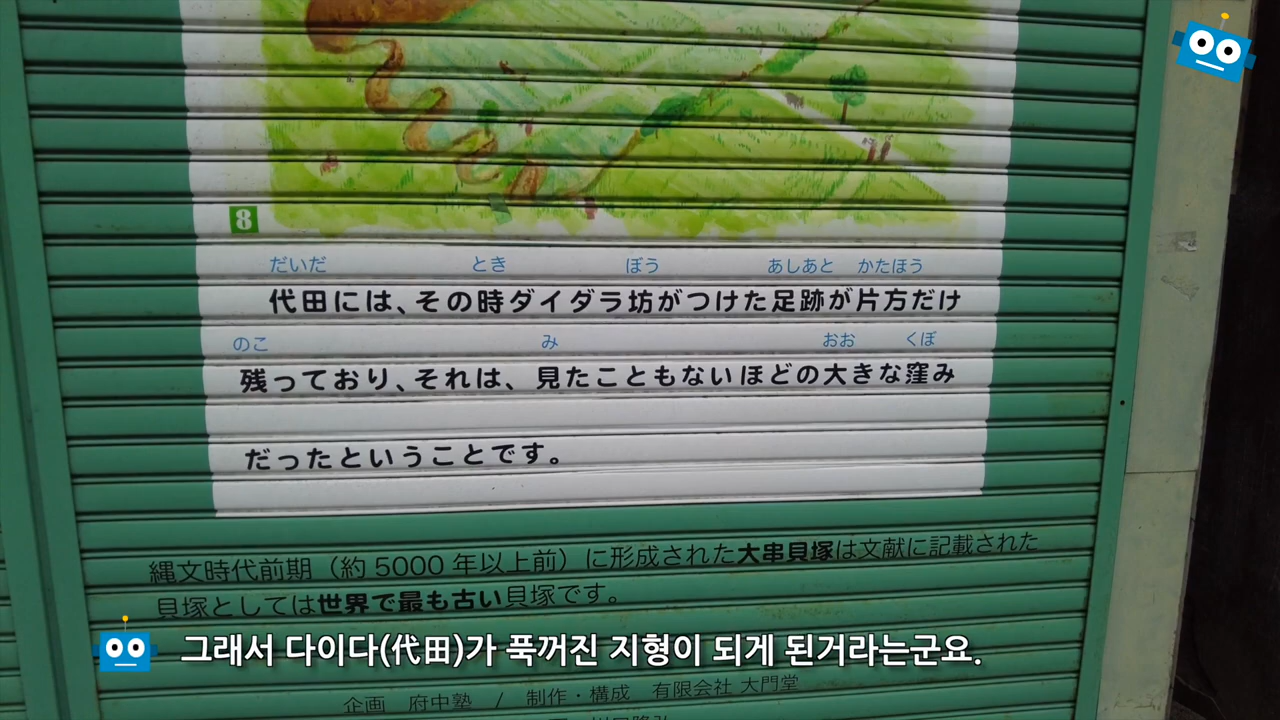 8
だいだ とき ぼう あしあと かたほう
代田には、その時ダイダラ坊がつけた足跡が片方だけ
のこ み おお くぼ
残っており、それは、見たこともないほどの大きな窪み
だったということです。
縄文時代前期（約5000年以上前）に形成された大串貝塚は文献に記載された
貝塚としては世界で最も古い貝塚です。
그래서 다이다(代田)가 푹꺼진 지형이 되게 된거라는군요.
企画 府中塾 / 制作・構成 有限会社 大門堂